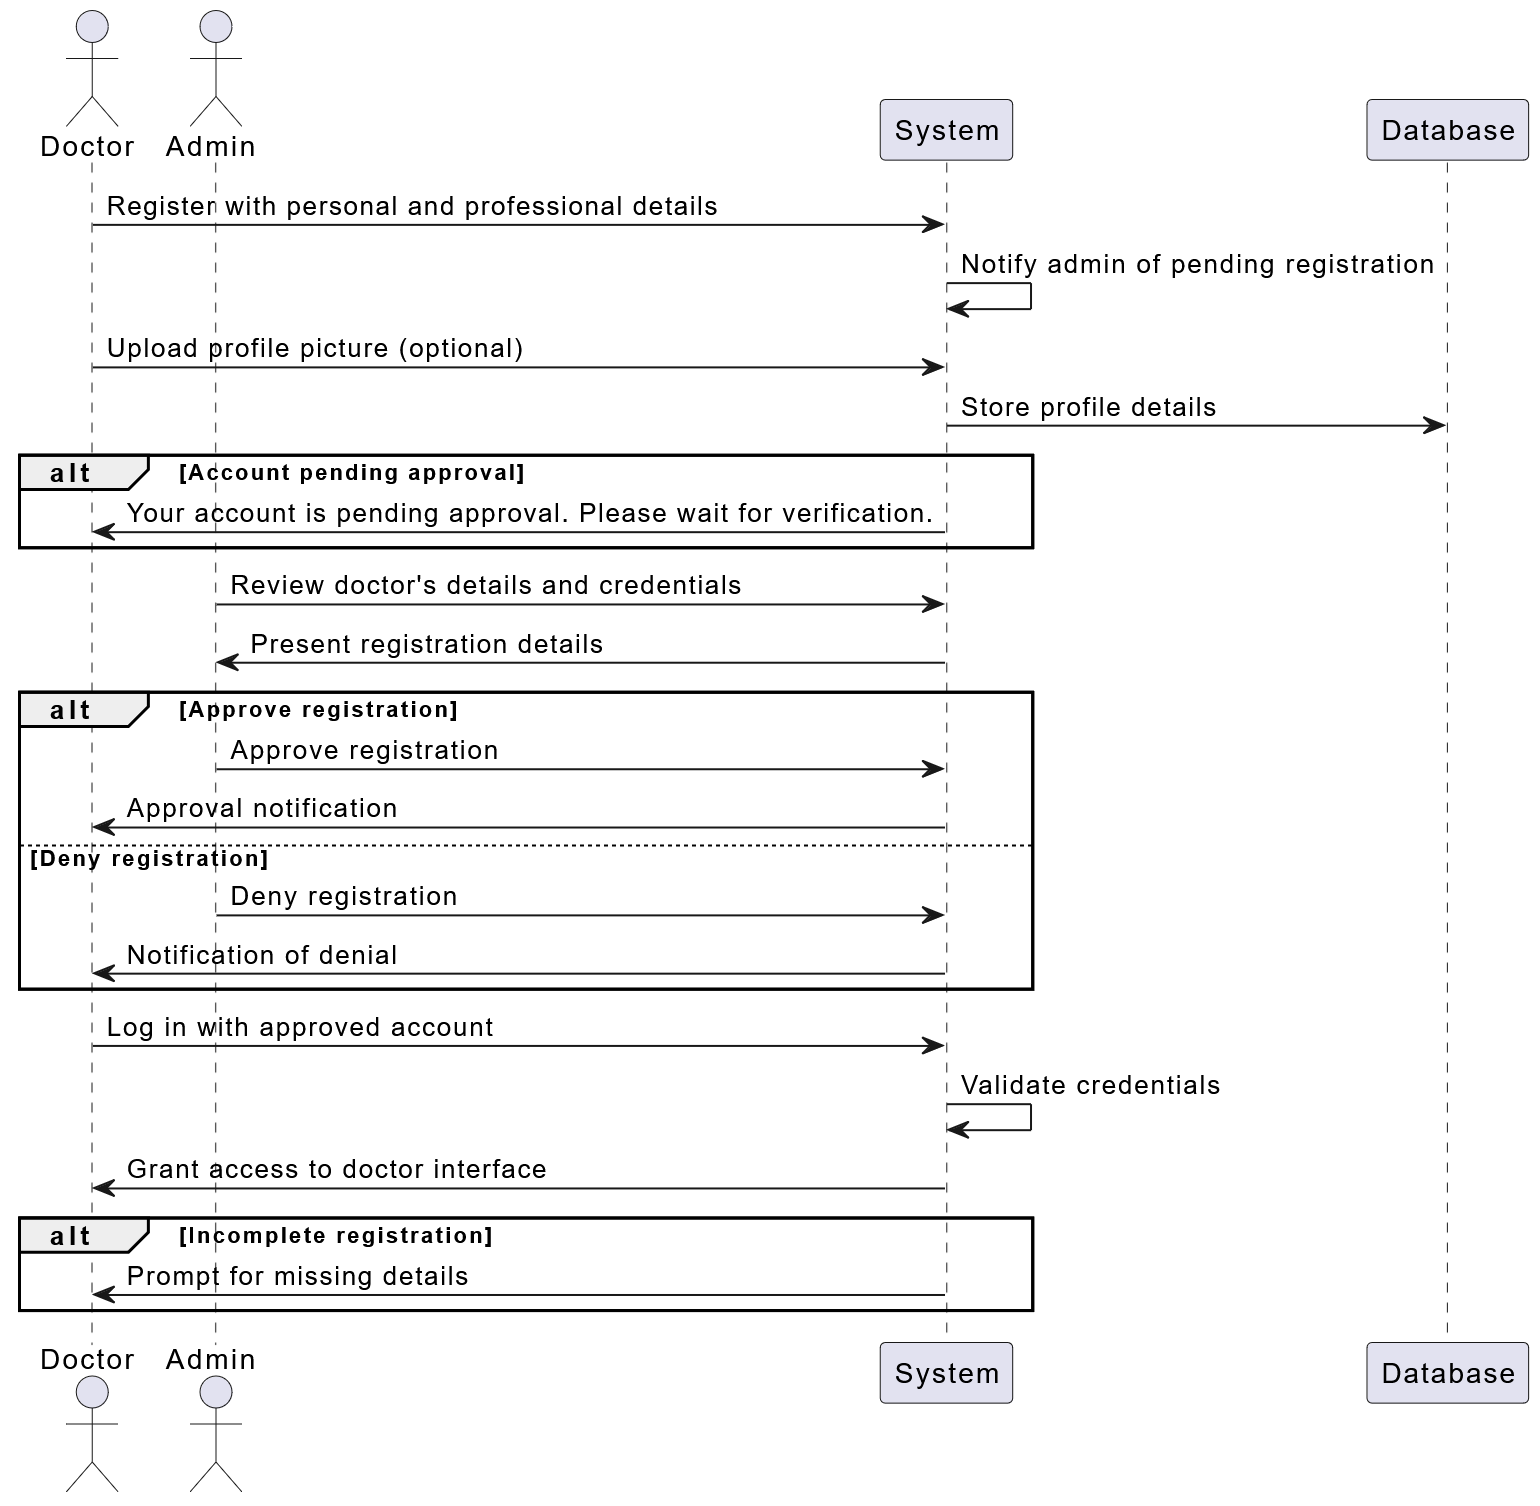 Doctor
Admin
System
Database
Register with personal and professional details
Notify admin of pending registration
Upload profile picture (optional)
Store profile details
alt [Account pending approval]
Your account is pending approval. Please wait for verification.
Review doctor's details and credentials
Present registration details
alt [Approve registration]
Approve registration
Approval notification
[Deny registration]
Deny registration
Notification of denial
Log in with approved account
Validate credentials
Grant access to doctor interface
alt [Incomplete registration]
Prompt for missing details
Doctor
Admin
System
Database